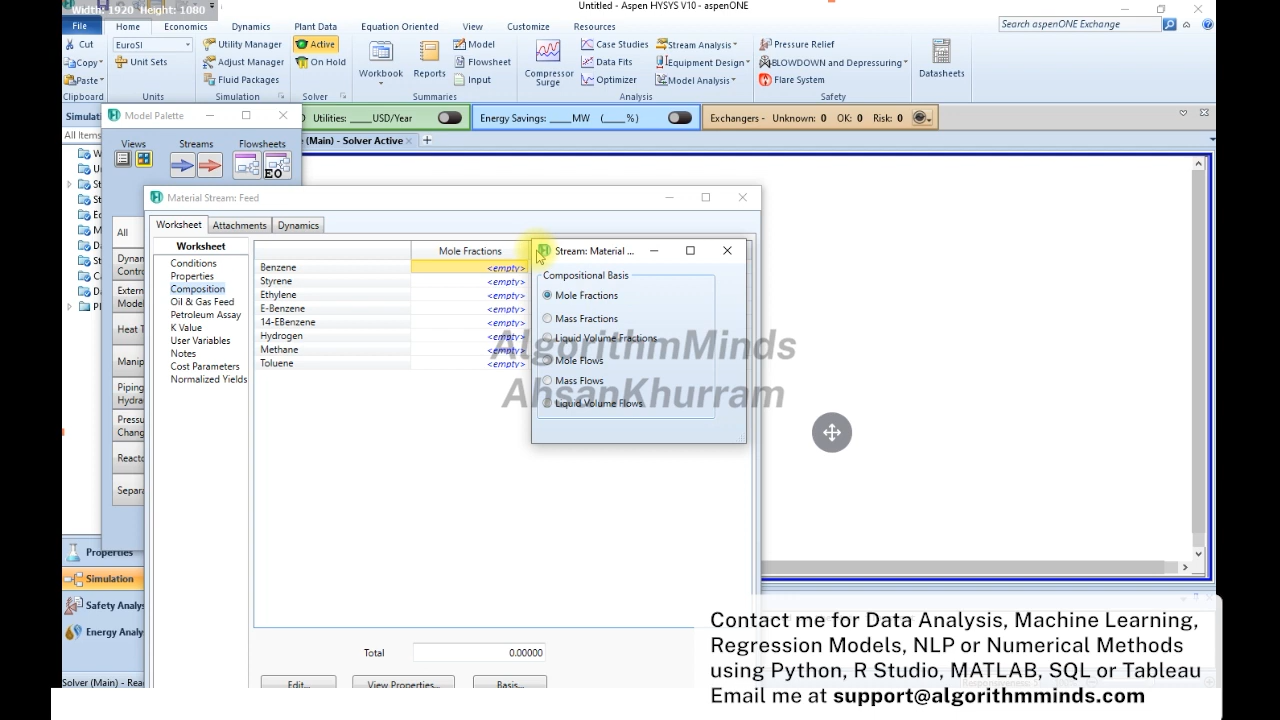 Width: 1920 Height: 1080
Untitled - Aspen HYSYS V10 - aspenONE
File Home Economics Dynamics Plant Data Equation Oriented View Customize Resources
Search aspenONE Exchange
Cut EuroSI Utility Manager Active Model Case Studies Stream Analysis Pressure Relief
Copy Unit Sets Adjust Manager On Hold Workbook Reports Flowsheet Compressor Surge Data Fits Equipment Design BLOWDOWN and Depressuring Datasheets
Paste Fluid Packages Input Optimizer Model Analysis Flare System
Clipboard Units Simulation Solver Summaries Analysis Safety
Model Palette
Utilities: ____USD/Year
Energy Savings: ____MW (____%)
Exchangers - Unknown: 0 OK: 0 Risk: 0
All Items
(Main) - Solver Active
Views Streams Flowsheets
EO
All
Material Stream: Feed
Worksheet Attachments Dynamics
Worksheet
Conditions
Properties
Composition
Oil & Gas Feed
Petroleum Assay
K Value
User Variables
Notes
Cost Parameters
Normalized Yields
Mole Fractions
Benzene <empty>
Styrene <empty>
Ethylene <empty>
E-Benzene <empty>
14-EBenzene <empty>
Hydrogen <empty>
Methane <empty>
Toluene <empty>
Stream: Material ...
Compositional Basis
Mole Fractions
Mass Fractions
Liquid Volume Fractions
Mole Flows
Mass Flows
Liquid Volume Flows
AlgorithmMinds
AhsanKhurram
Total 0.00000
Edit... View Properties... Basis...
Properties
Simulation
Safety Analy
Energy Analy
Solver (Main) - Rea
Contact me for Data Analysis, Machine Learning,
Regression Models, NLP or Numerical Methods
using Python, R Studio, MATLAB, SQL or Tableau
Email me at support@algorithmminds.com